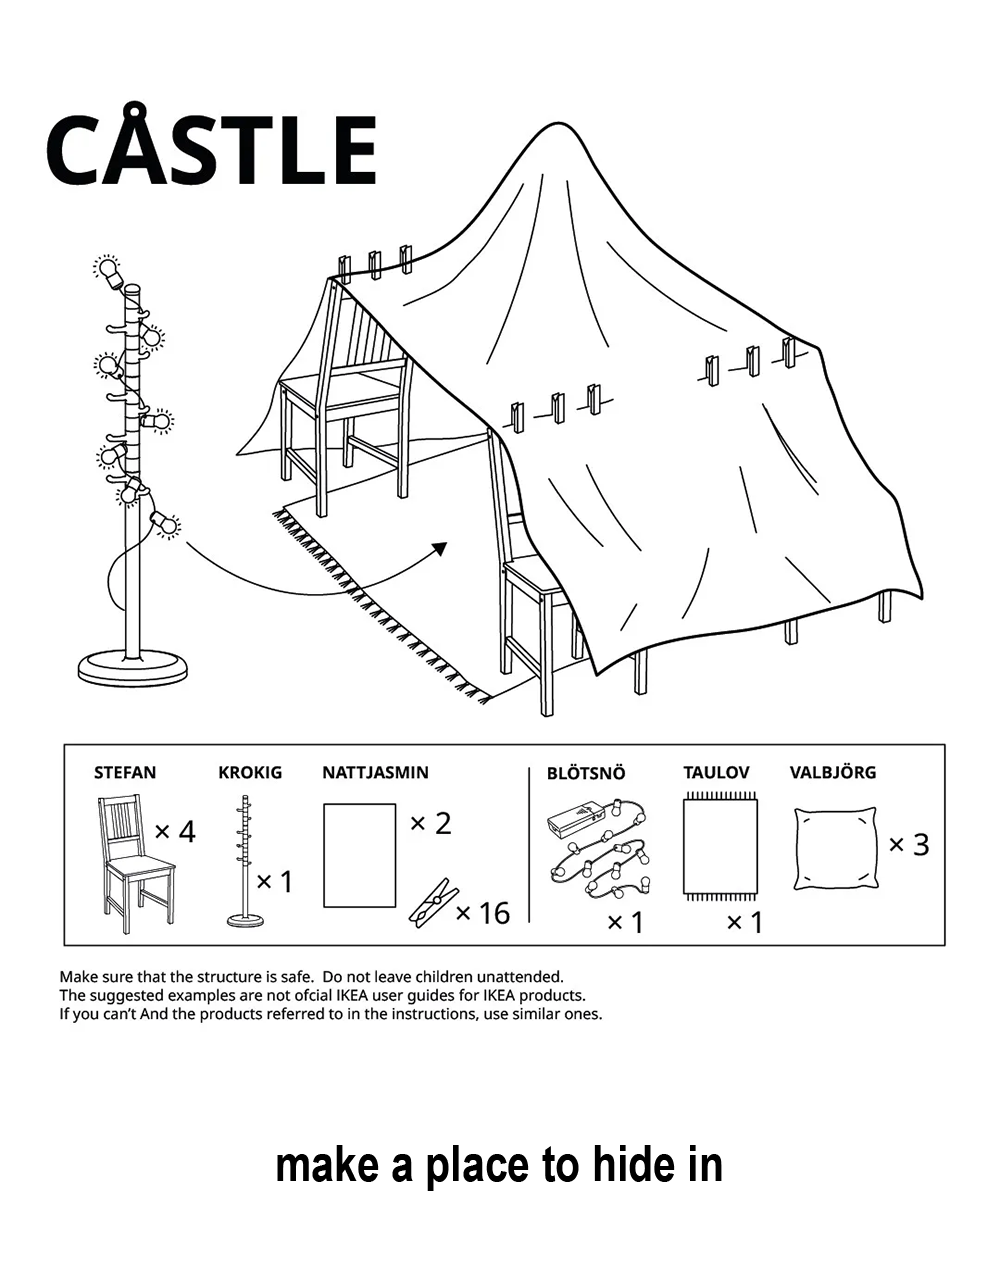 CÅSTLE
STEFAN KROKIG NATTJASMIN BLÖTSNÖ TAULOV VALBJÖRG
× 4 × 1 × 2 × 16 × 1 × 1 × 3
Make sure that the structure is safe. Do not leave children unattended.
The suggested examples are not ofcial IKEA user guides for IKEA products.
If you can't And the products referred to in the instructions, use similar ones.
make a place to hide in